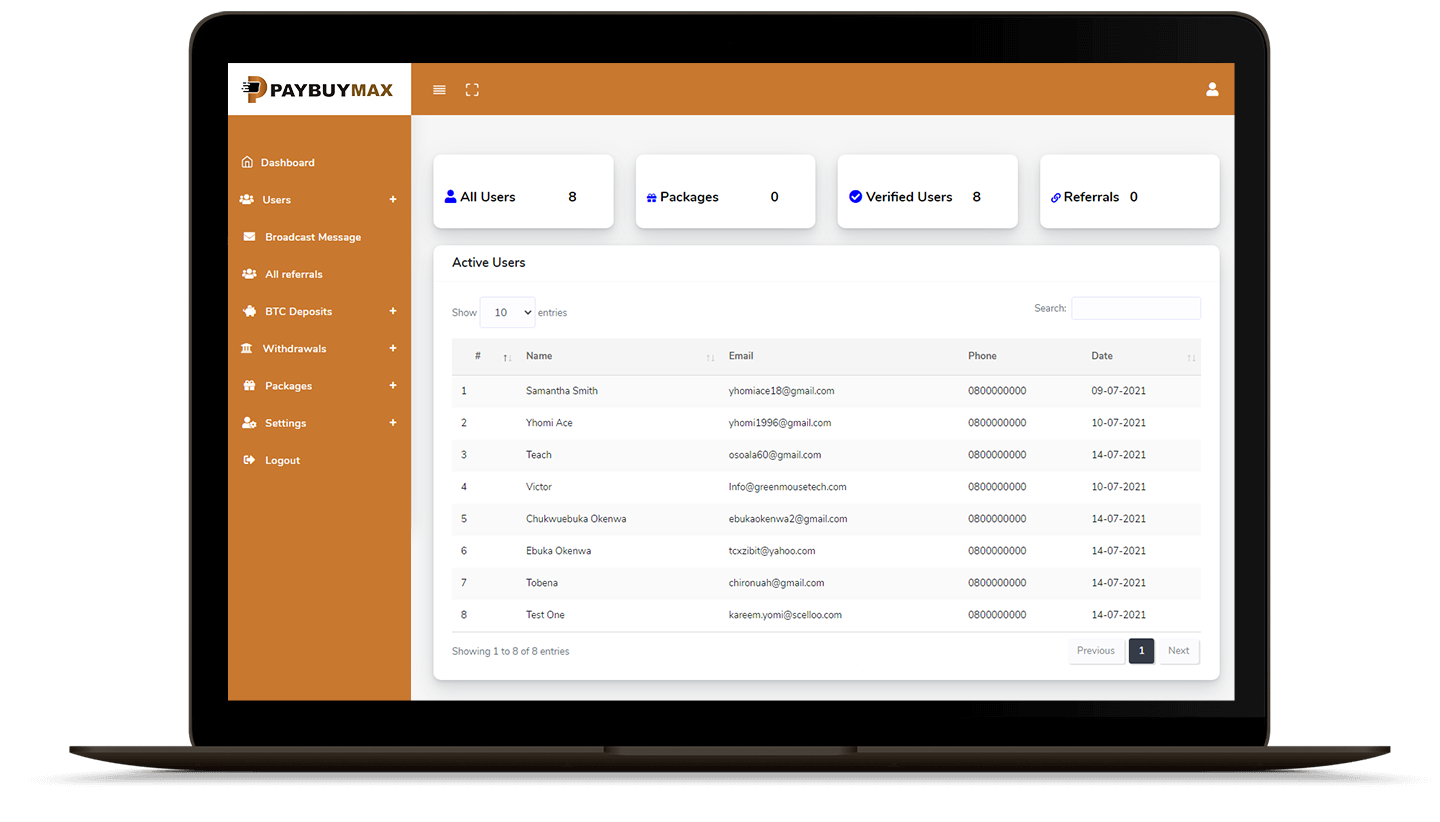 PAYBUYMAX
Dashboard
Users +
Broadcast Message
All referrals
BTC Deposits +
Withdrawals +
Packages +
Settings +
Logout
All Users 8
Packages 0
Verified Users 8
Referrals 0
Active Users
Show 10 entries
Search:
# Name Email Phone Date
1 Samantha Smith yhomiace18@gmail.com 0800000000 09-07-2021
2 Yhomi Ace yhomi1996@gmail.com 0800000000 10-07-2021
3 Teach osoala60@gmail.com 0800000000 14-07-2021
4 Victor Info@greenmousetech.com 0800000000 10-07-2021
5 Chukwuebuka Okenwa ebukaokenwa2@gmail.com 0800000000 14-07-2021
6 Ebuka Okenwa tcxzibit@yahoo.com 0800000000 14-07-2021
7 Tobena chironuah@gmail.com 0800000000 14-07-2021
8 Test One kareem.yomi@scelloo.com 0800000000 14-07-2021
Showing 1 to 8 of 8 entries
Previous 1 Next